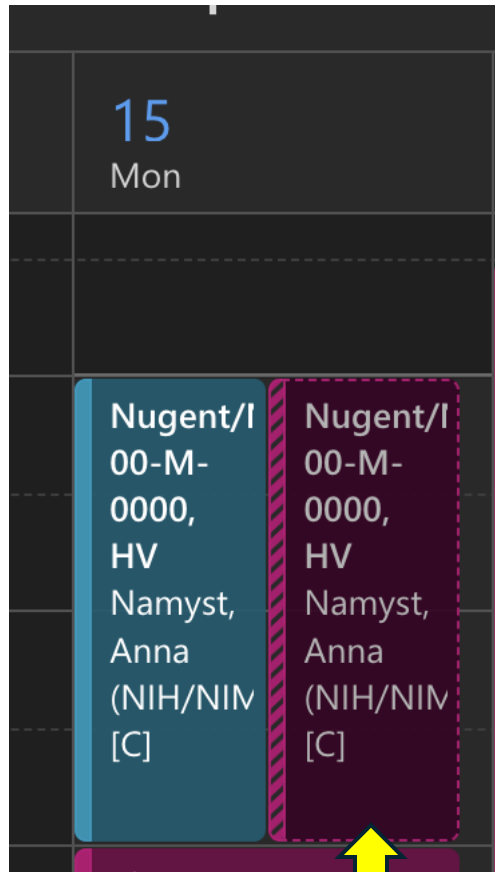 15
Mon
Nugent/
00-M-
0000,
HV
Namyst,
Anna
(NIH/NIM
[C]
Nugent/
00-M-
0000,
HV
Namyst,
Anna
(NIH/NIM
[C]